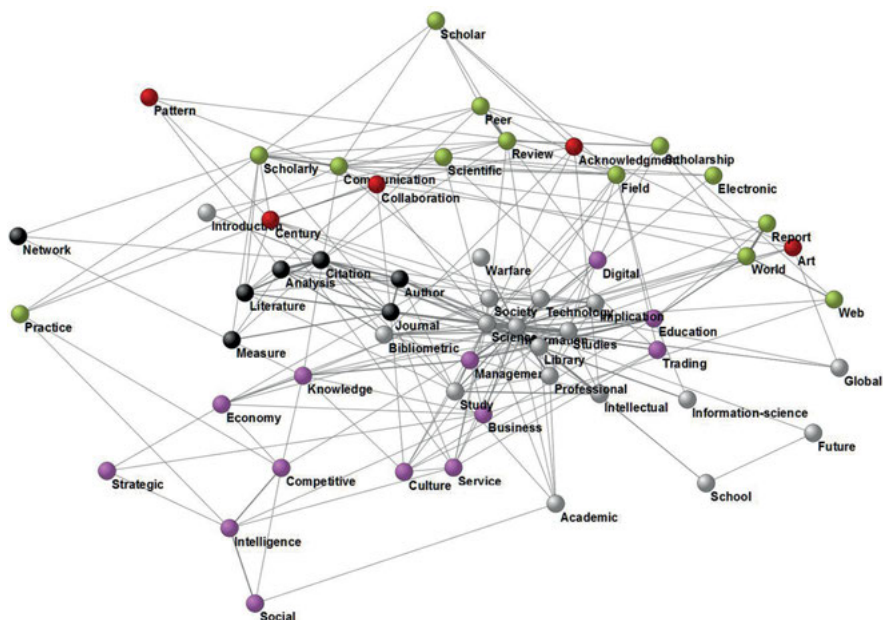 Scholar
Pattern
Peer
Review
Scholarly
Communication
Scientific
Acknowledgment
Scholarship
Collaboration
Field
Electronic
Introduction
Century
Report
Network
Art
World
Citation
Warfare
Digital
Analysis
Author
Literature
Society
Technology
Implication
Web
Practice
Journal
Science
Studies
Education
Measure
Bibliometric
Library
Trading
Management
Professional
Global
Knowledge
Study
Intellectual
Information-science
Economy
Business
Future
Strategic
Competitive
Culture
Service
School
Academic
Intelligence
Social